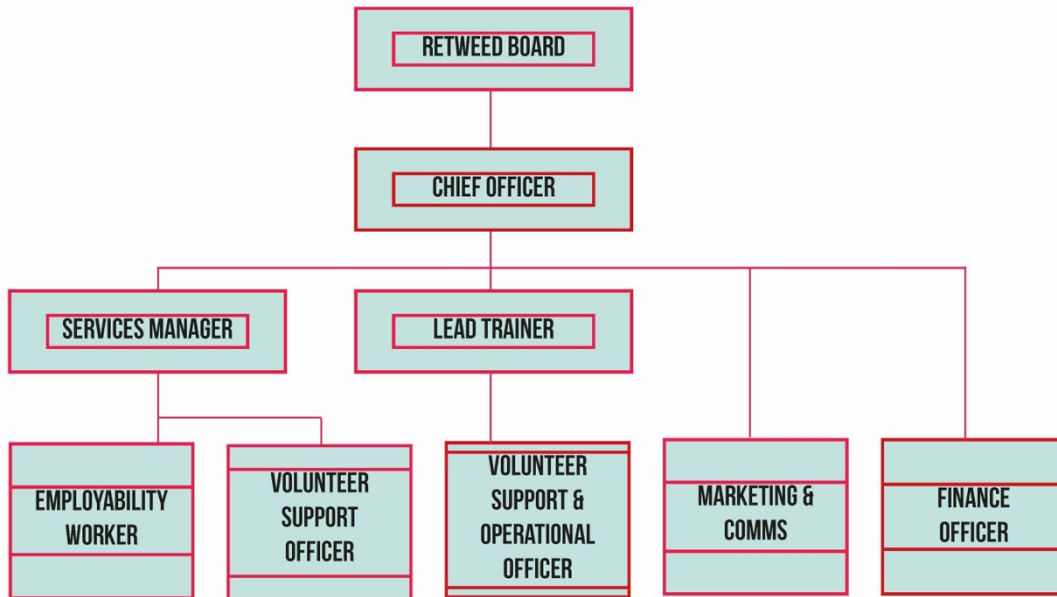 RETWEED BOARD
CHIEF OFFICER
SERVICES MANAGER
LEAD TRAINER
EMPLOYABILITY
WORKER
VOLUNTEER
SUPPORT
OFFICER
VOLUNTEER
SUPPORT &
OPERATIONAL
OFFICER
MARKETING &
COMMS
FINANCE
OFFICER